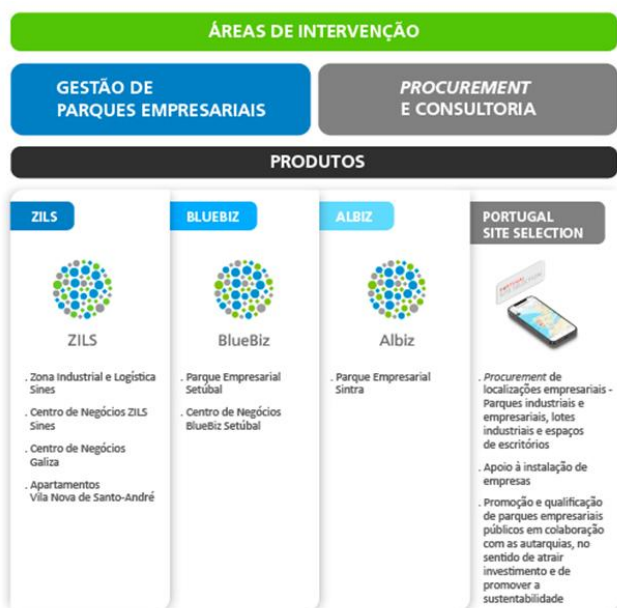 ÁREAS DE INTERVENÇÃO
GESTÃO DE
PARQUES EMPRESARIAIS
PROCUREMENT
E CONSULTORIA
PRODUTOS
ZILS
ZILS
. Zona Industrial e Logística
Sines
. Centro de Negócios ZILS
Sines
. Centro de Negócios
Galiza
. Apartamentos
Vila Nova de Santo-André
BLUEBIZ
BlueBiz
. Parque Empresarial
Setúbal
. Centro de Negócios
BlueBiz Setúbal
ALBIZ
Albiz
. Parque Empresarial
Sintra
PORTUGAL
SITE SELECTION
. Procurement de
localizações empresariais -
Parques industriais e
empresariais, lotes
industriais e espaços
de escritórios
. Apoio à instalação de
empresas
. Promoção e qualificação
de parques empresariais
públicos em colaboração
com as autarquias, no
sentido de atrair
investimento e de
promover a
sustentabilidade